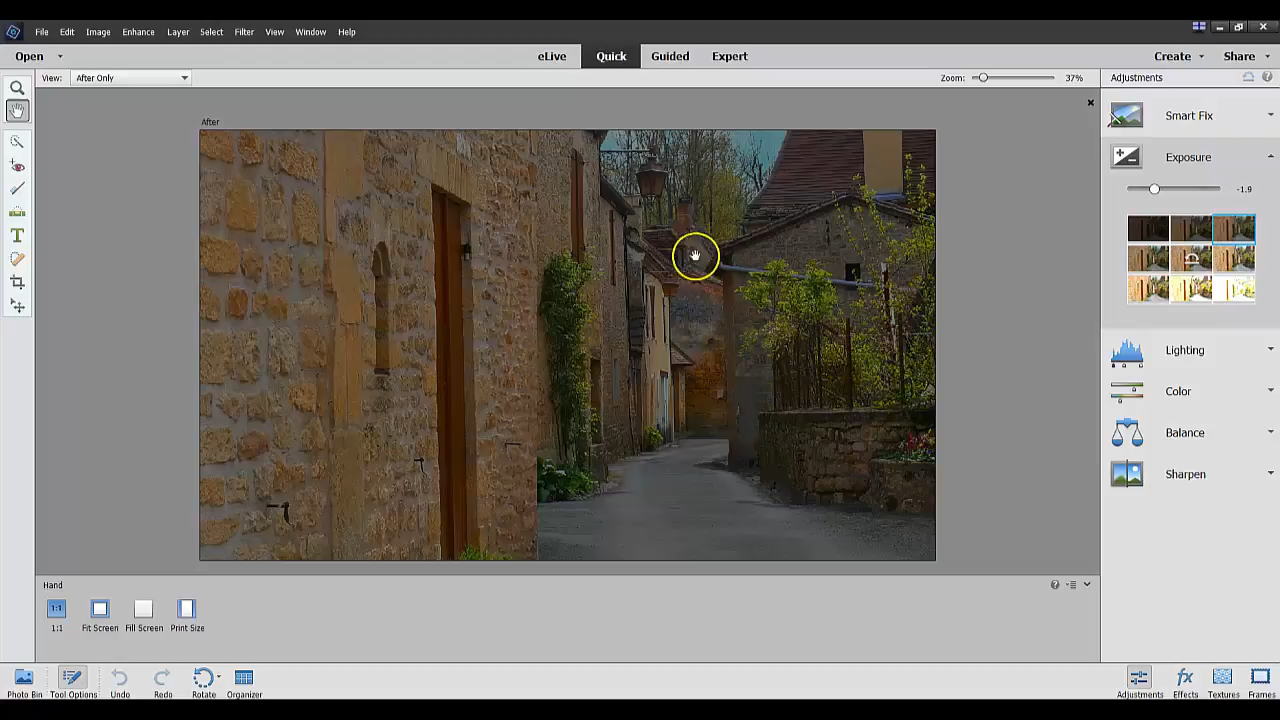 File Edit Image Enhance Layer Select Filter View Window Help
Open eLive Quick Guided Expert Create Share
View: After Only Zoom: 37% Adjustments
After
Smart Fix
Exposure
-1.9
Lighting
Color
Balance
Sharpen
Hand
1:1
1:1 Fit Screen Fill Screen Print Size
Photo Bin Tool Options Undo Redo Rotate Organizer Adjustments Effects Textures Frames